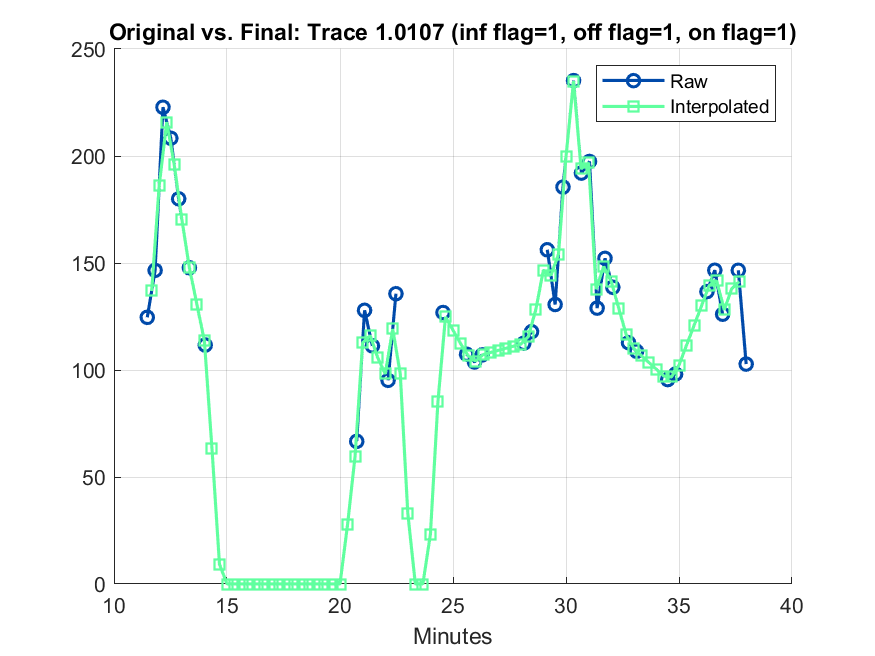 Original vs. Final: Trace 1.0107 (inf flag=1, off flag=1, on flag=1)
250
200
150
100
50
0
Raw
Interpolated
10 15 20 25 30 35 40
Minutes